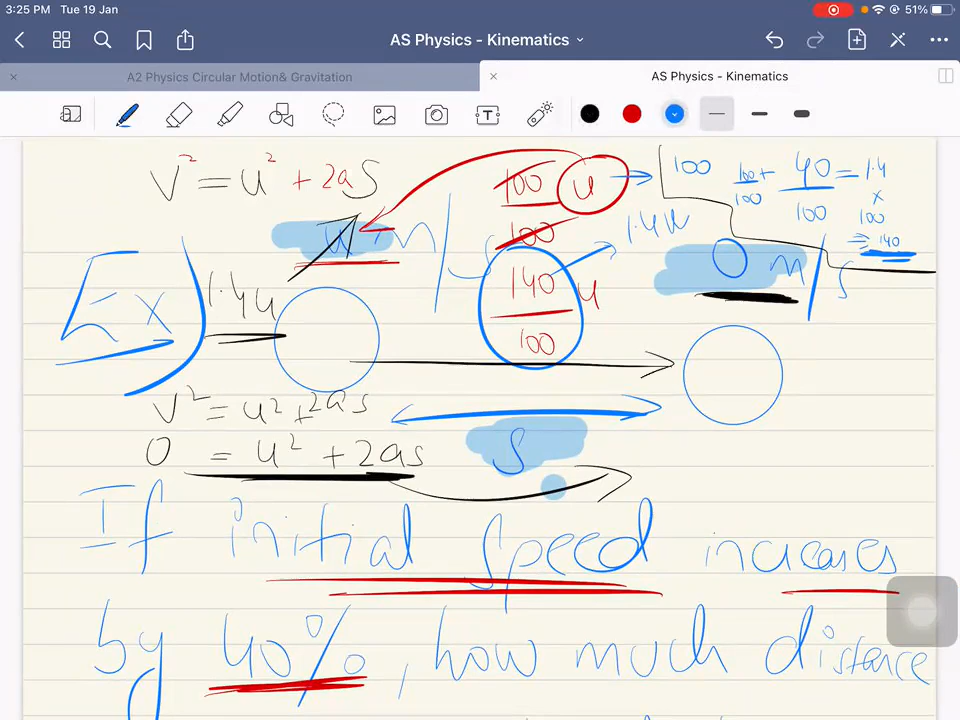 3:25 PM Tue 19 Jan 51%
AS Physics - Kinematics
A2 Physics Circular Motion& Gravitation
AS Physics - Kinematics
V² = u² + 2aS
100 u
100
100
100/100 + 40/100 = 1.4
x
100
= 140
u m/s
1.4u
0 m/s
140/100 u
Ex)
1.4u
V² = u² + 2as
0 = u² + 2as
S
If initial speed increases
by 40%, how much distance